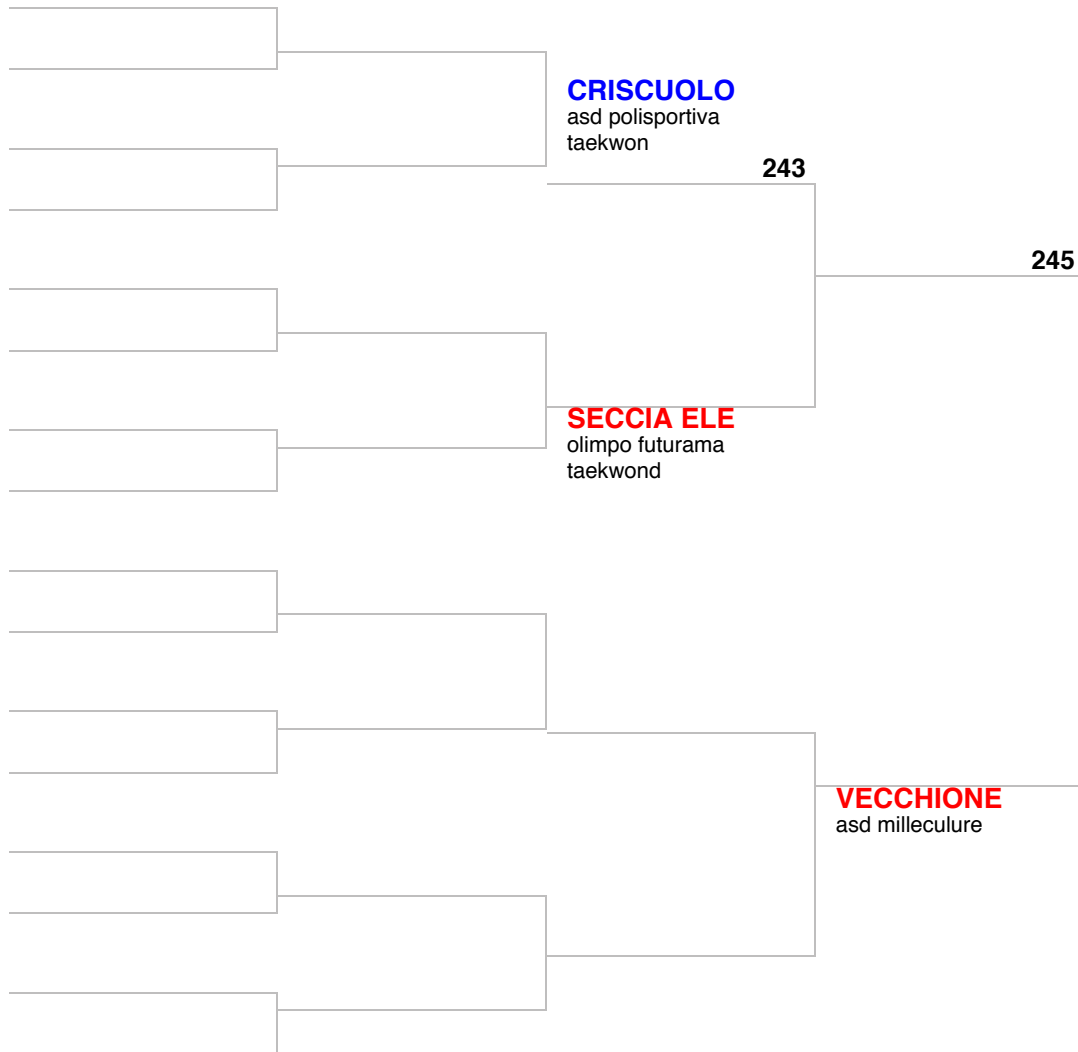 CRISCUOLO
asd polisportiva
taekwon
243
245
SECCIA ELE
olimpo futurama
taekwond
VECCHIONE
asd milleculure